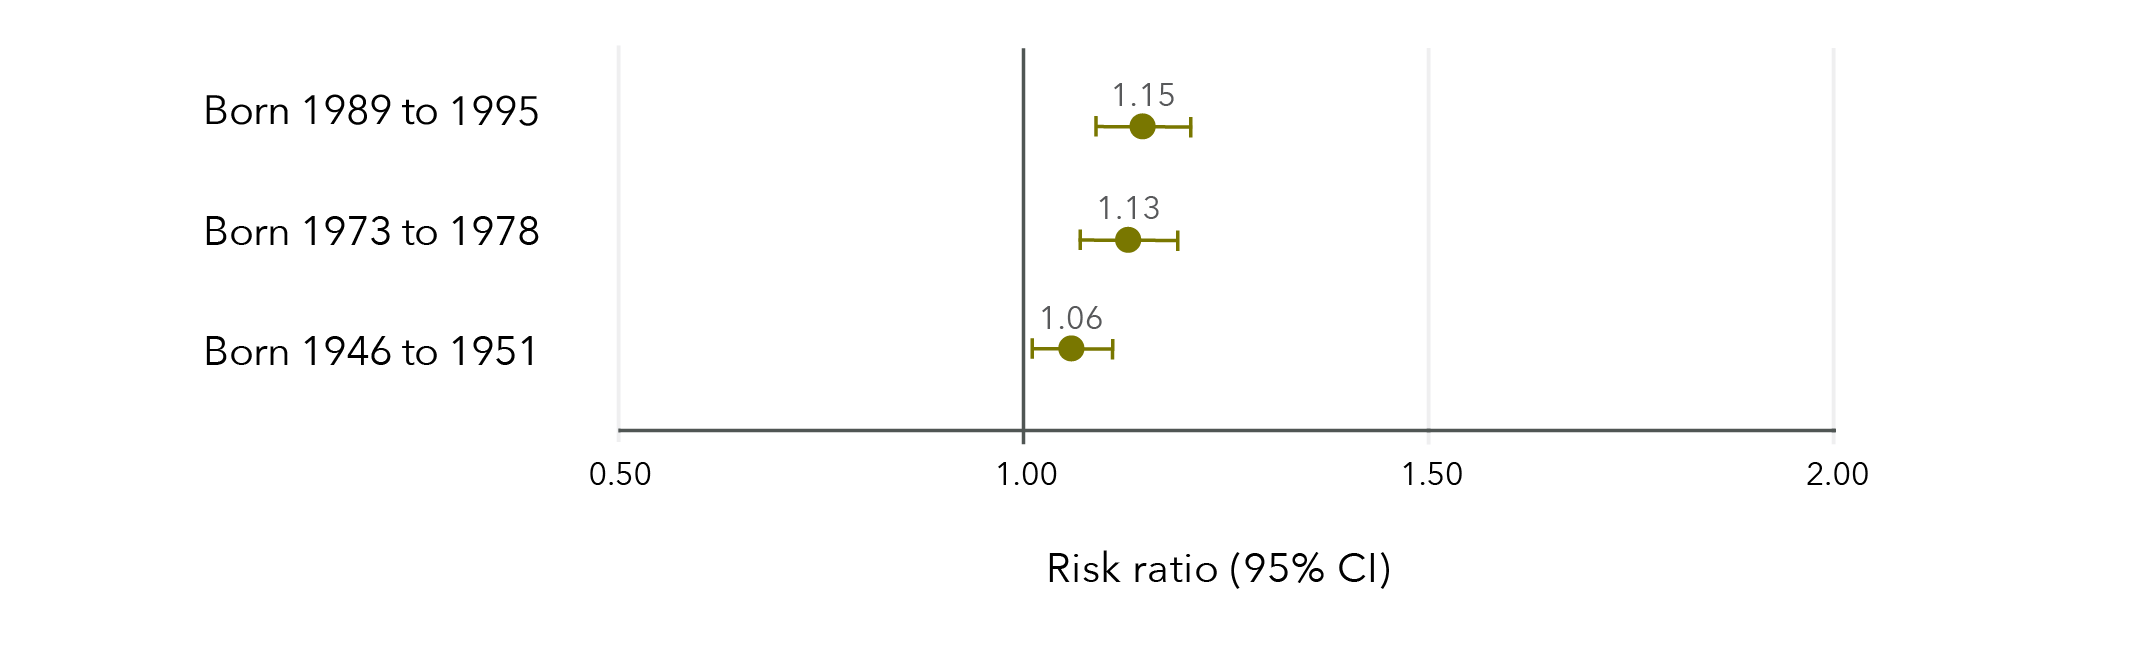 1.15
Born 1989 to 1995
1.13
Born 1973 to 1978
1.06
Born 1946 to 1951
0.50 1.00 1.50 2.00
Risk ratio (95% CI)